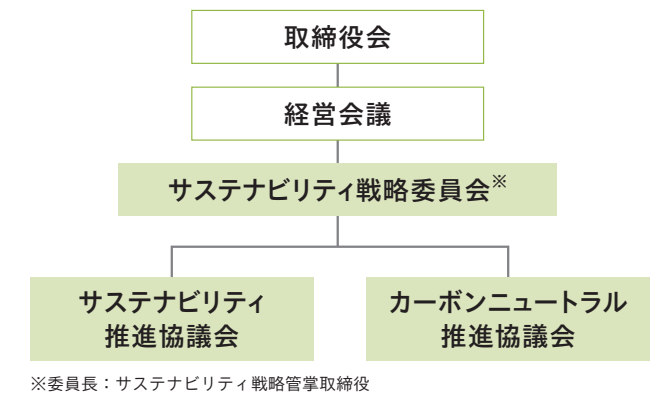 取締役会
経営会議
サステナビリティ戦略委員会※
サステナビリティ
推進協議会
カーボンニュートラル
推進協議会
※委員長：サステナビリティ戦略管掌取締役